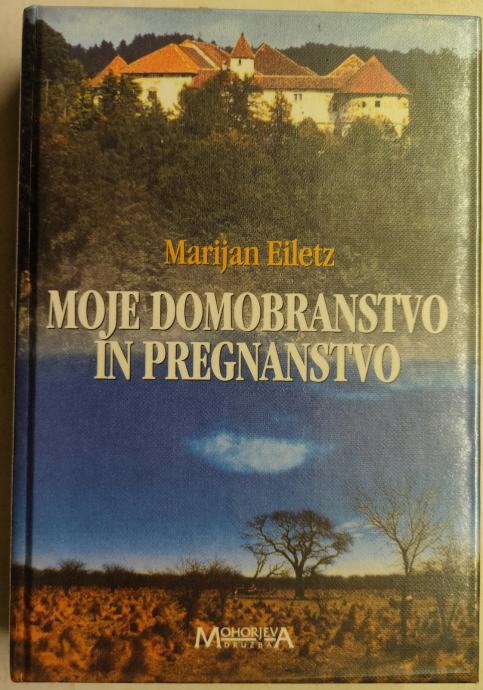 Marijan Eiletz
MOJE DOMOBRANSTVO
IN PREGNANSTVO
MOHORJEVA
DRUŽBA